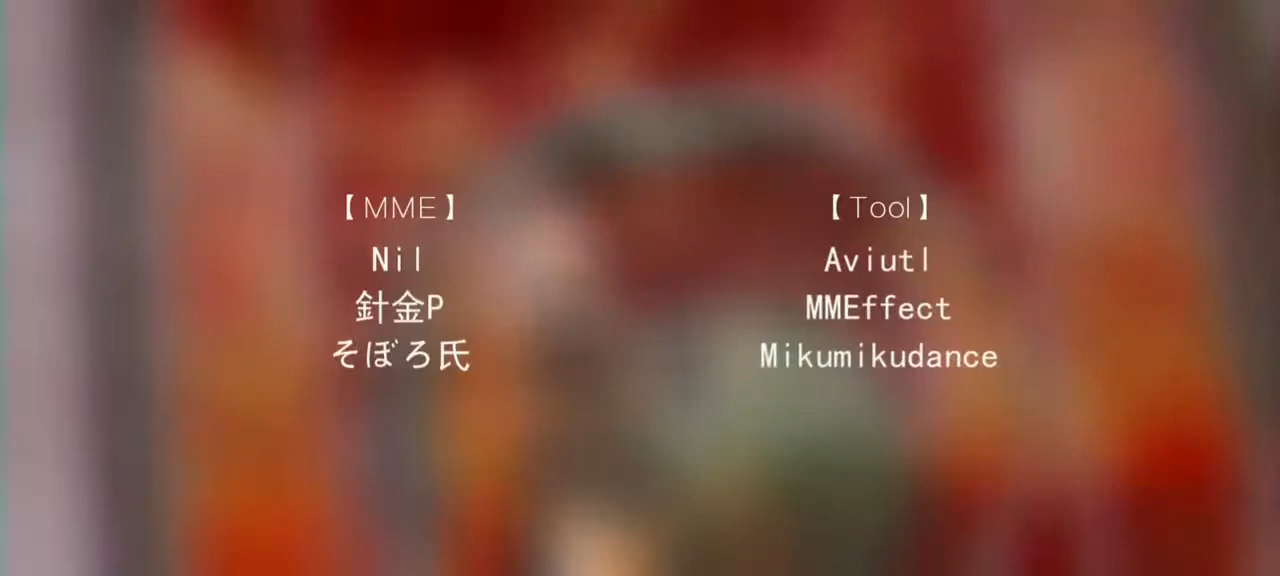 【MME】
Nil
針金P
そぼろ氏
【Tool】
Aviutl
MMEffect
Mikumikudance